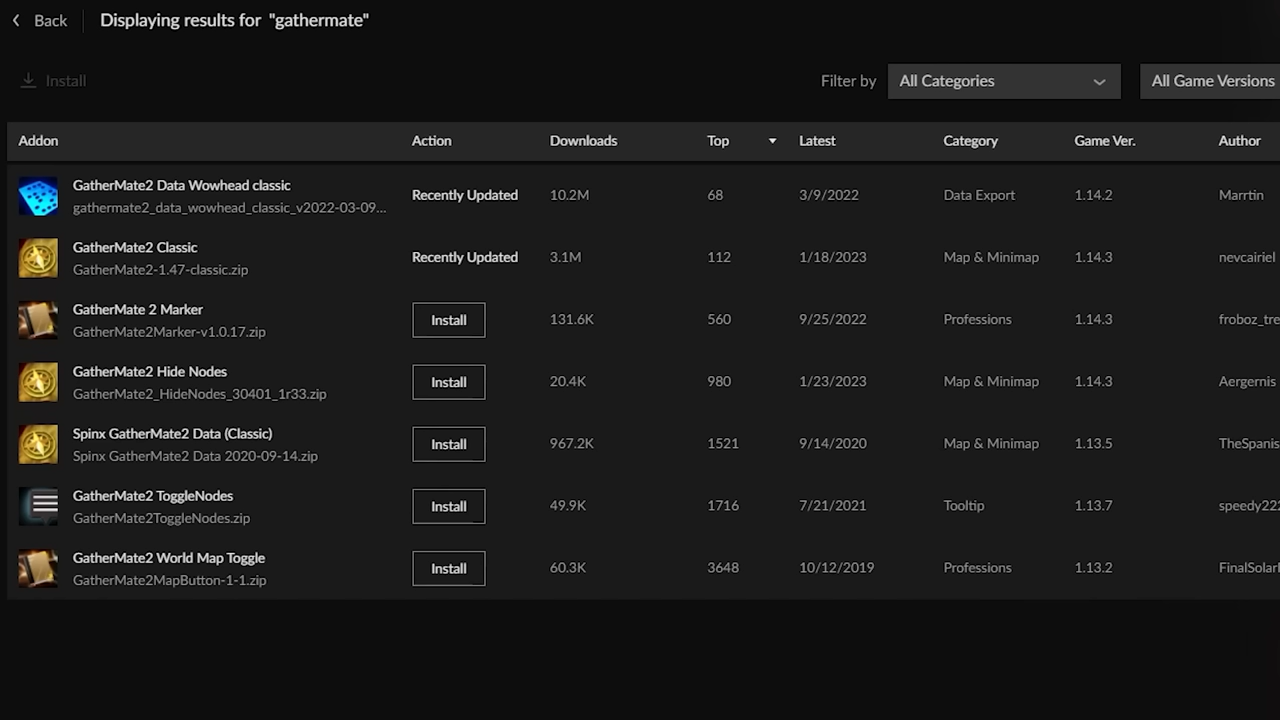 Back
Displaying results for "gathermate"
Install
Filter by
All Categories
All Game Versions
Addon Action Downloads Top Latest Category Game Ver. Author
GatherMate2 Data Wowhead classic
gathermate2_data_wowhead_classic_v2022-03-09...
Recently Updated 10.2M 68 3/9/2022 Data Export 1.14.2 Marrtin
GatherMate2 Classic
GatherMate2-1.47-classic.zip
Recently Updated 3.1M 112 1/18/2023 Map & Minimap 1.14.3 nevcairiel
GatherMate 2 Marker
GatherMate2Marker-v1.0.17.zip
Install 131.6K 560 9/25/2022 Professions 1.14.3 froboz_tre
GatherMate2 Hide Nodes
GatherMate2_HideNodes_30401_1r33.zip
Install 20.4K 980 1/23/2023 Map & Minimap 1.14.3 Aergernis
Spinx GatherMate2 Data (Classic)
Spinx GatherMate2 Data 2020-09-14.zip
Install 967.2K 1521 9/14/2020 Map & Minimap 1.13.5 TheSpanis
GatherMate2 ToggleNodes
GatherMate2ToggleNodes.zip
Install 49.9K 1716 7/21/2021 Tooltip 1.13.7 speedy222
GatherMate2 World Map Toggle
GatherMate2MapButton-1-1.zip
Install 60.3K 3648 10/12/2019 Professions 1.13.2 FinalSolar